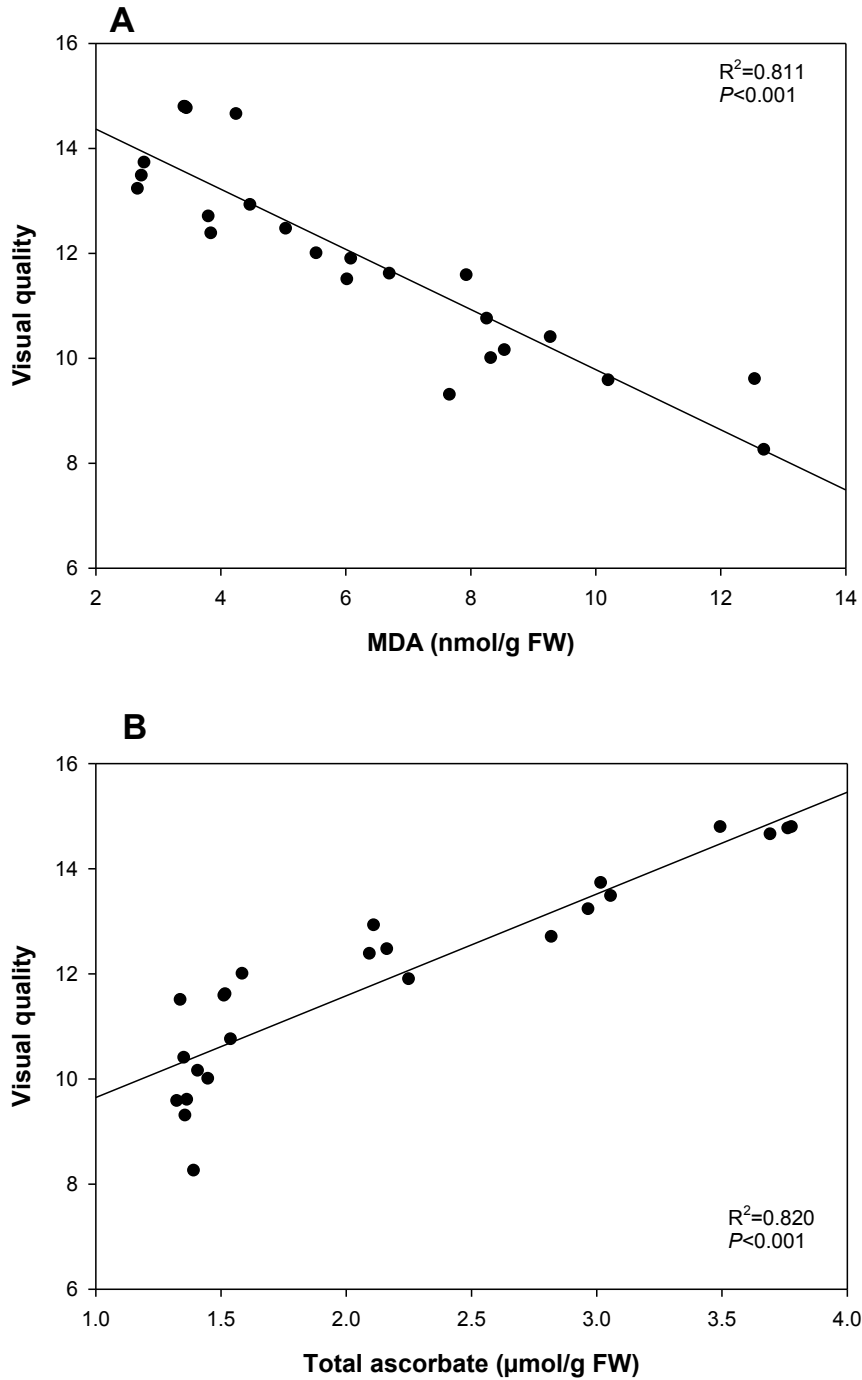 A
16
14
12
10
8
6
Visual quality
R²=0.811
P<0.001
2 4 6 8 10 12 14
MDA (nmol/g FW)
B
16
14
12
10
8
6
Visual quality
R²=0.820
P<0.001
1.0 1.5 2.0 2.5 3.0 3.5 4.0
Total ascorbate (µmol/g FW)